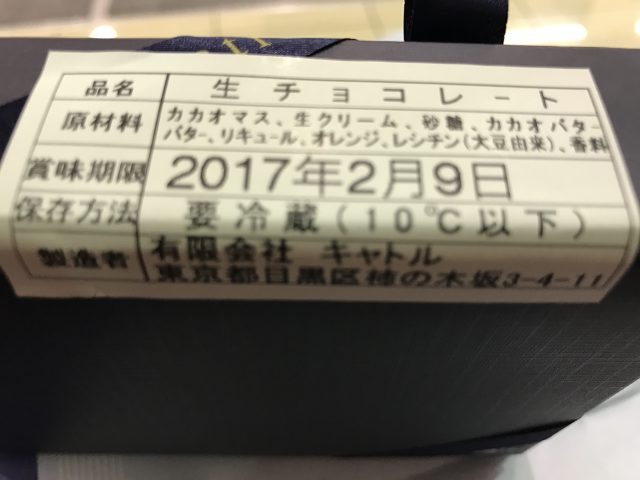 品名 生チョコレート
原材料 カカオマス、生クリーム、砂糖、カカオバター
バター、リキュール、オレンジ、レシチン(大豆由来)、香料
賞味期限 2017年2月9日
保存方法 要冷蔵(10℃以下)
製造者 有限会社 キャトル
東京都目黒区柿の木坂3-4-11